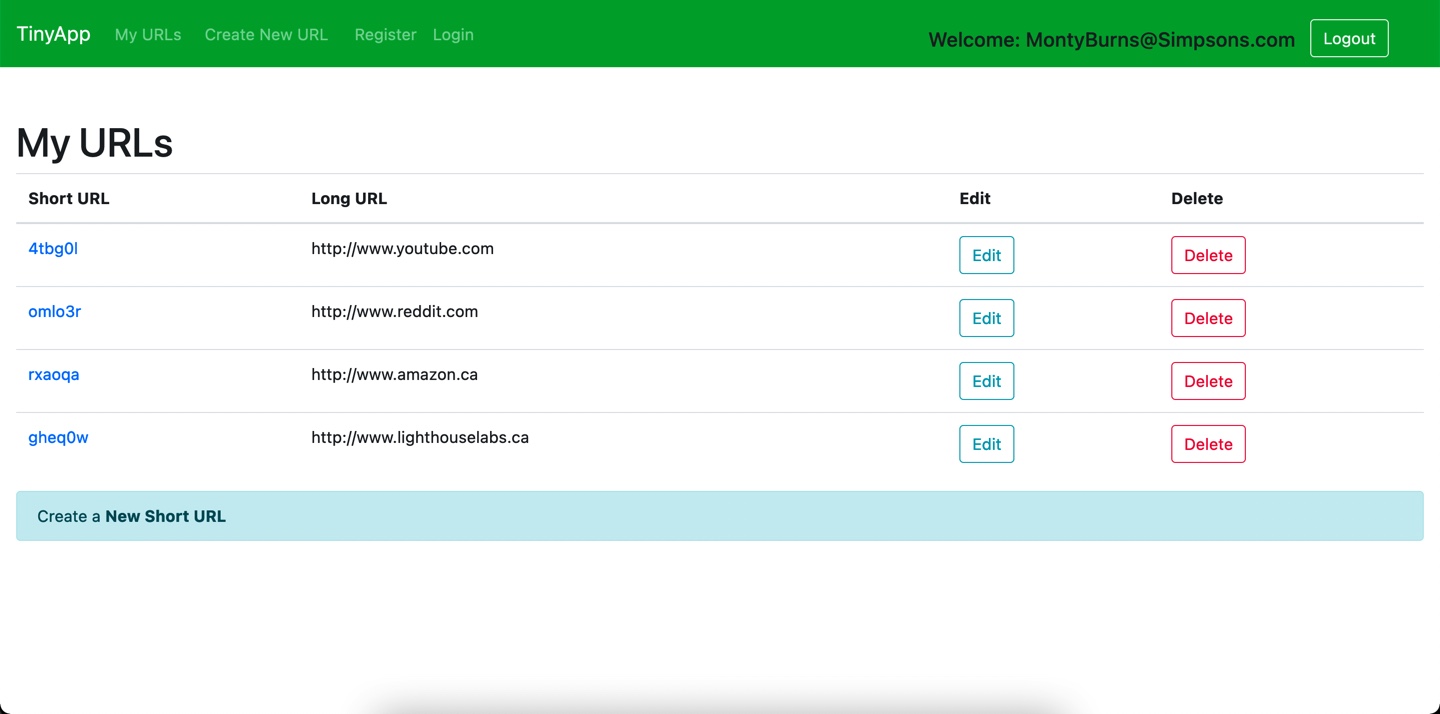 TinyApp My URLs Create New URL Register Login Welcome: MontyBurns@Simpsons.com Logout
My URLs
Short URL Long URL Edit Delete
4tbg0l http://www.youtube.com Edit Delete
omlo3r http://www.reddit.com Edit Delete
rxaoqa http://www.amazon.ca Edit Delete
gheq0w http://www.lighthouselabs.ca Edit Delete
Create a New Short URL